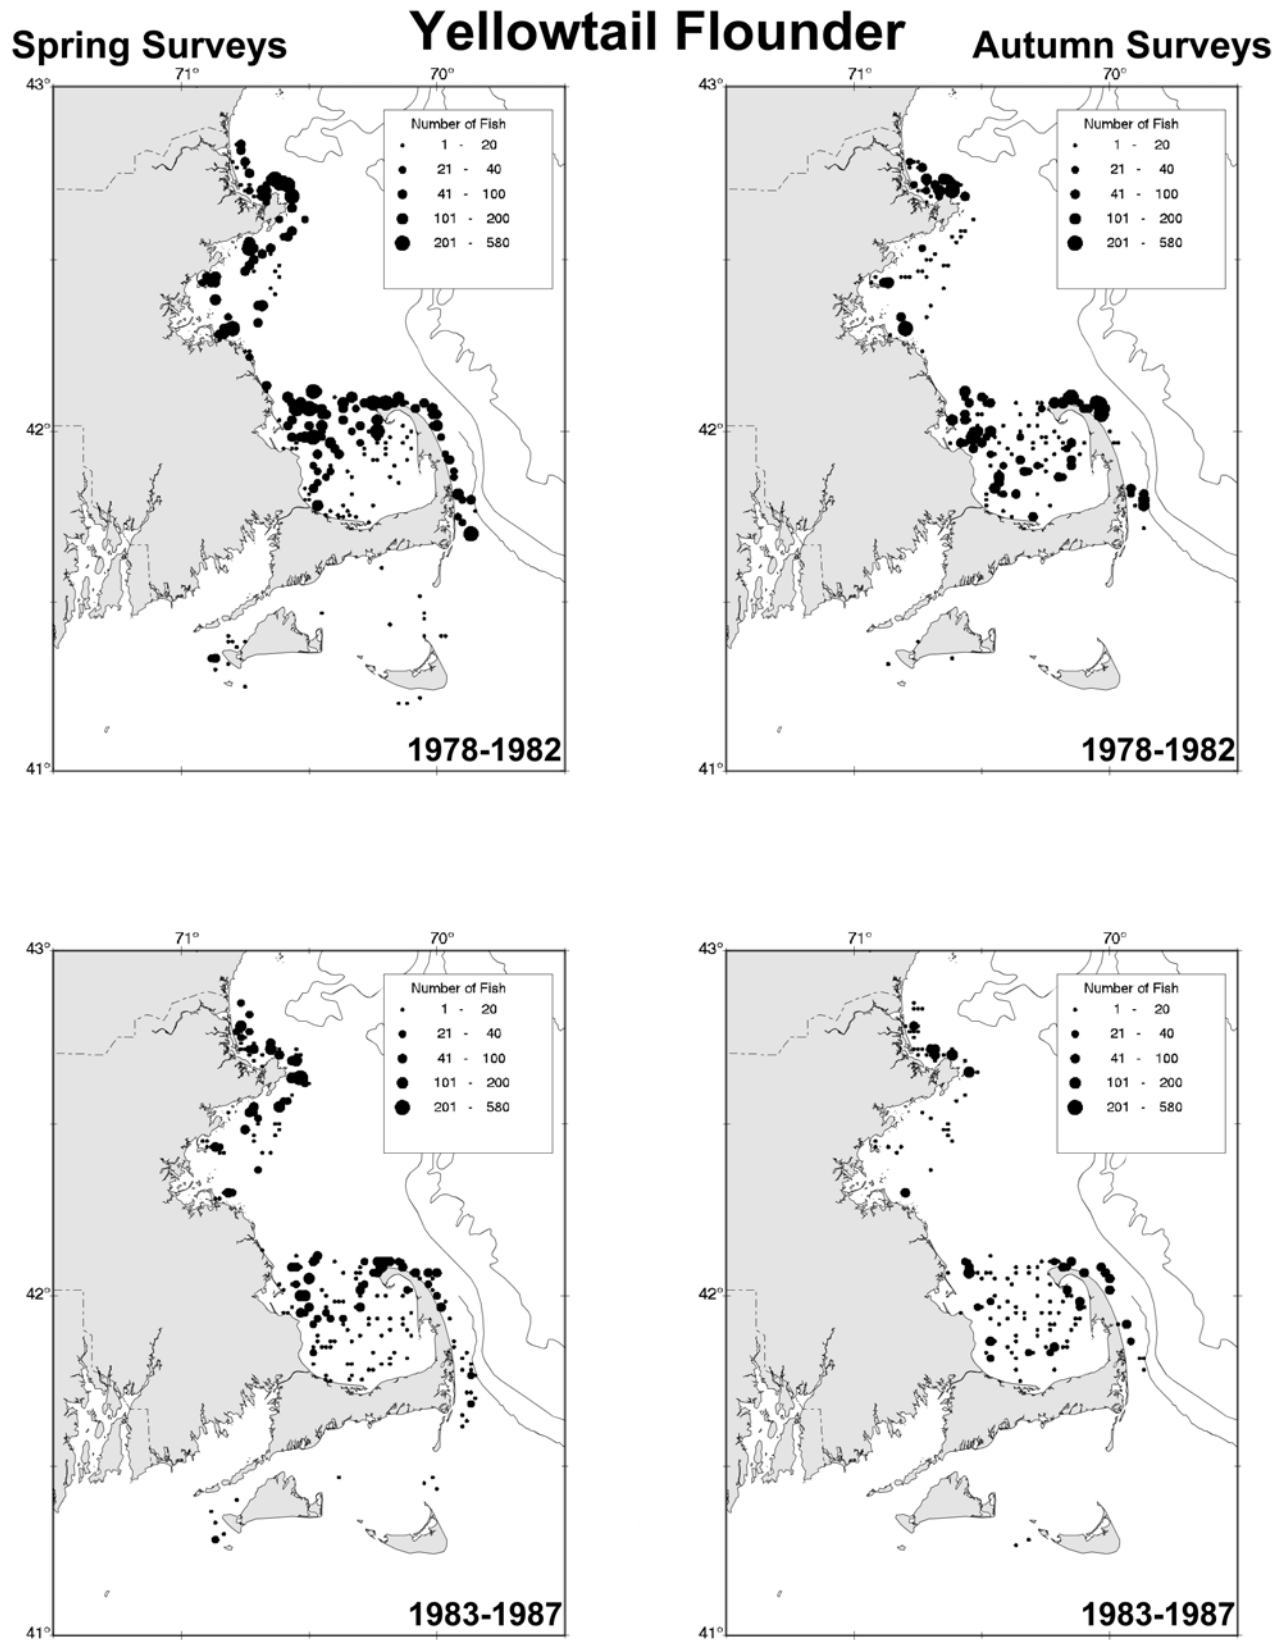 Yellowtail Flounder
Spring Surveys
Autumn Surveys
71° 70°
43°
Number of Fish
1 - 20
21 - 40
41 - 100
101 - 200
201 - 580
42°
1978-1982
41°
71° 70°
43°
Number of Fish
1 - 20
21 - 40
41 - 100
101 - 200
201 - 580
42°
1978-1982
41°
71° 70°
43°
Number of Fish
1 - 20
21 - 40
41 - 100
101 - 200
201 - 580
42°
1983-1987
41°
71° 70°
43°
Number of Fish
1 - 20
21 - 40
41 - 100
101 - 200
201 - 580
42°
1983-1987
41°